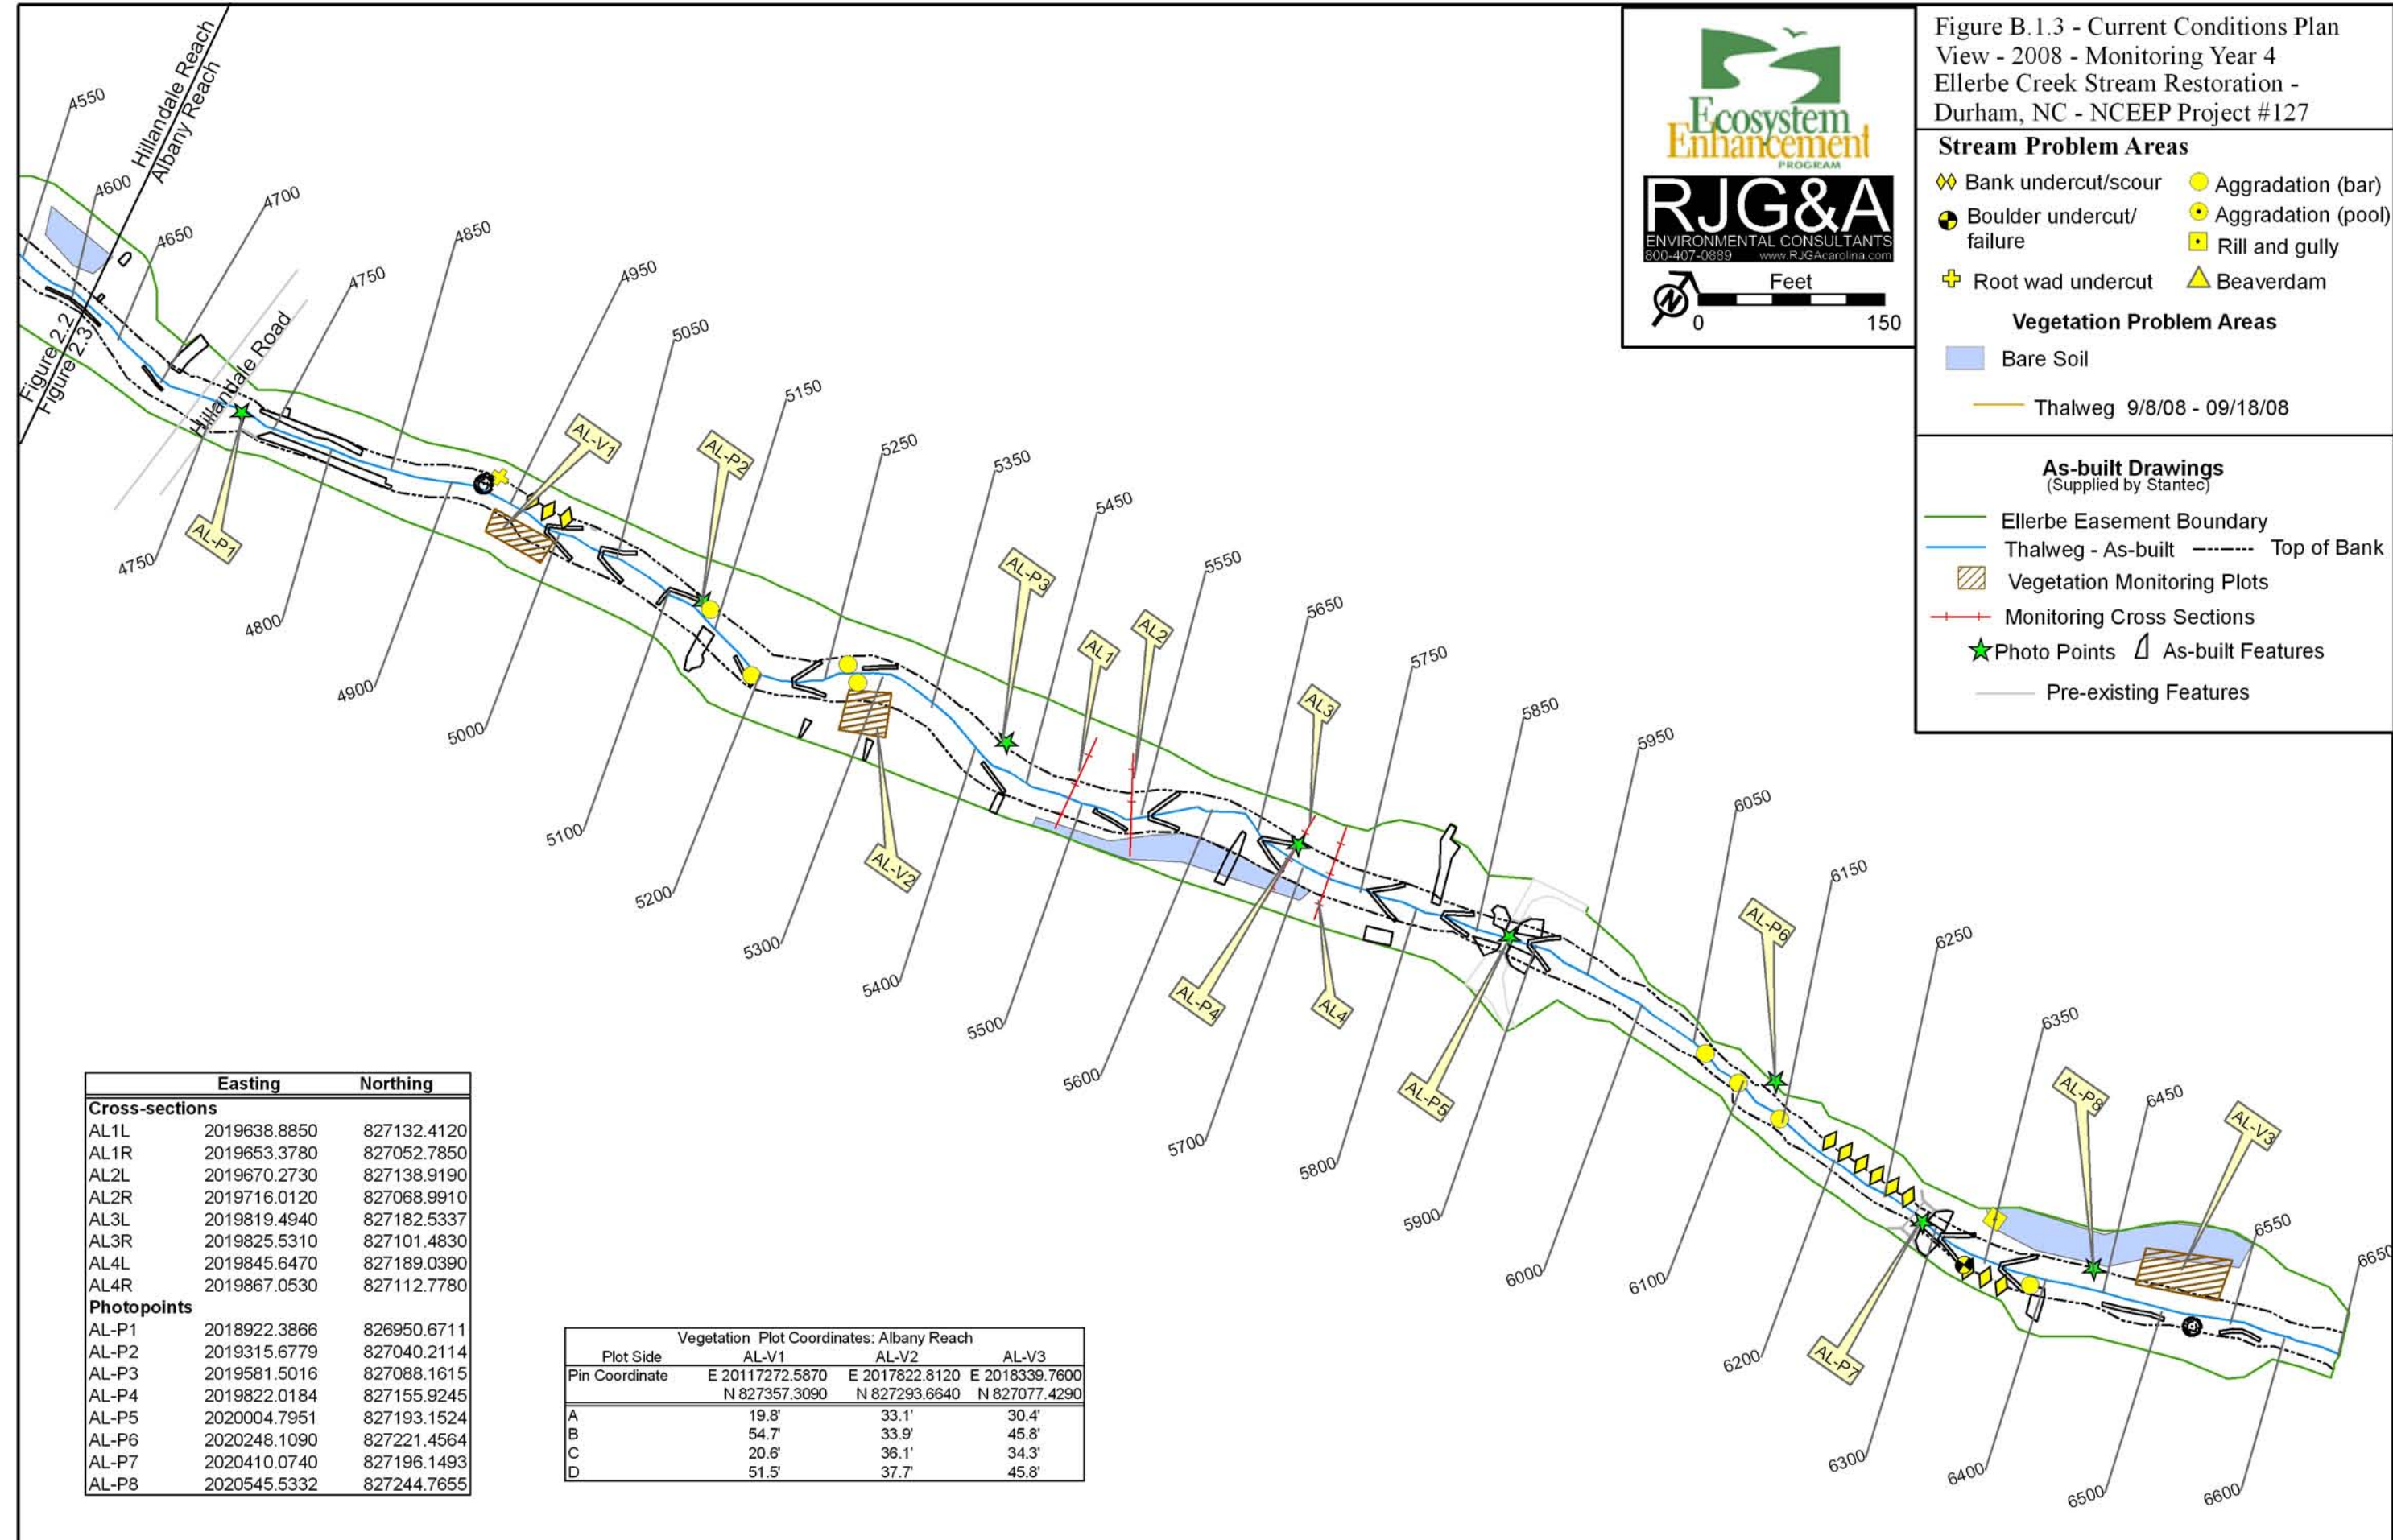 Figure B.1.3 - Current Conditions Plan
View - 2008 - Monitoring Year 4
Ellerbe Creek Stream Restoration -
Durham, NC - NCEEP Project #127
Ecosystem
Enhancement
PROGRAM
RJG&A
ENVIRONMENTAL CONSULTANTS
800-407-0889 www.RJGAcarolina.com
N
Feet
0 150
Stream Problem Areas
Bank undercut/scour
Aggradation (bar)
Boulder undercut/
failure
Aggradation (pool)
Rill and gully
Root wad undercut
Beaverdam
Vegetation Problem Areas
Bare Soil
Thalweg 9/8/08 - 09/18/08
As-built Drawings
(Supplied by Stantec)
Ellerbe Easement Boundary
Thalweg - As-built
Top of Bank
Vegetation Monitoring Plots
Monitoring Cross Sections
Photo Points
As-built Features
Pre-existing Features
Hillandale Reach
Albany Reach
Figure 2.2
Figure 2.3
Hillandale Road
4550
4600
4650
4700
4750
4850
4950
5050
5150
5250
5350
5450
5550
5650
5750
5850
5950
6050
6150
6250
6350
6450
6550
6650
AL-V1
AL-P2
AL-P3
AL1
AL2
AL3
AL-P6
AL-P8
AL-V3
AL-P1
AL-V2
AL-P4
AL4
AL-P5
AL-P7
4750
4800
4900
5000
5100
5200
5300
5400
5500
5600
5700
5800
5900
6000
6100
6200
6300
6400
6500
6600
Easting Northing
Cross-sections
AL1L 2019638.8850 827132.4120
AL1R 2019653.3780 827052.7850
AL2L 2019670.2730 827138.9190
AL2R 2019716.0120 827068.9910
AL3L 2019819.4940 827182.5337
AL3R 2019825.5310 827101.4830
AL4L 2019845.6470 827189.0390
AL4R 2019867.0530 827112.7780
Photopoints
AL-P1 2018922.3866 826950.6711
AL-P2 2019315.6779 827040.2114
AL-P3 2019581.5016 827088.1615
AL-P4 2019822.0184 827155.9245
AL-P5 2020004.7951 827193.1524
AL-P6 2020248.1090 827221.4564
AL-P7 2020410.0740 827196.1493
AL-P8 2020545.5332 827244.7655
Vegetation Plot Coordinates: Albany Reach
Plot Side AL-V1 AL-V2 AL-V3
Pin Coordinate E 20117272.5870 E 2017822.8120 E 2018339.7600
N 827357.3090 N 827293.6640 N 827077.4290
A 19.8' 33.1' 30.4'
B 54.7' 33.9' 45.8'
C 20.6' 36.1' 34.3'
D 51.5' 37.7' 45.8'